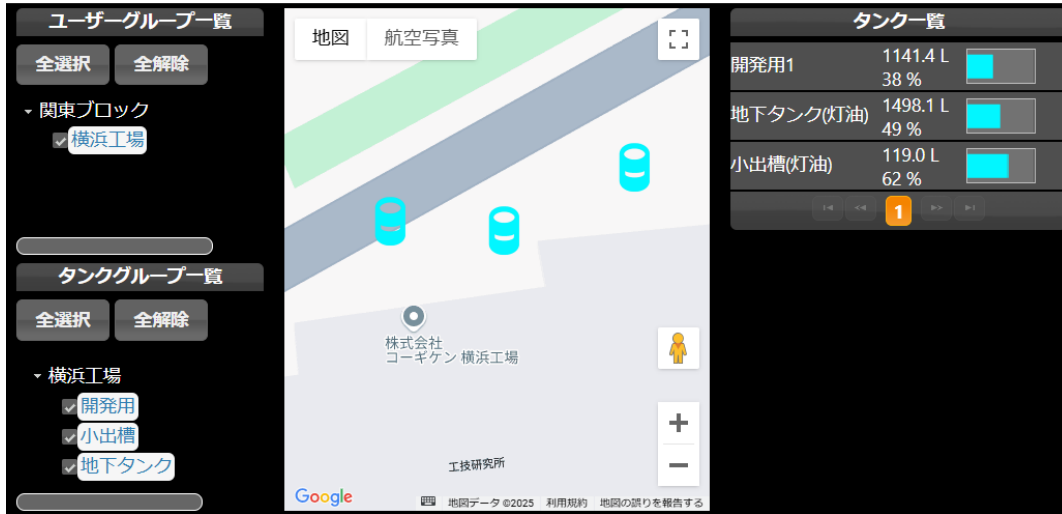 ユーザーグループ一覧
全選択 全解除
関東ブロック
横浜工場
タンクグループ一覧
全選択 全解除
横浜工場
開発用
小出槽
地下タンク
地図 航空写真
株式会社
コーギケン 横浜工場
工技研究所
Google
地図データ ©2025 利用規約 地図の誤りを報告する
タンク一覧
開発用1 1141.4 L
38 %
地下タンク(灯油) 1498.1 L
49 %
小出槽(灯油) 119.0 L
62 %
1